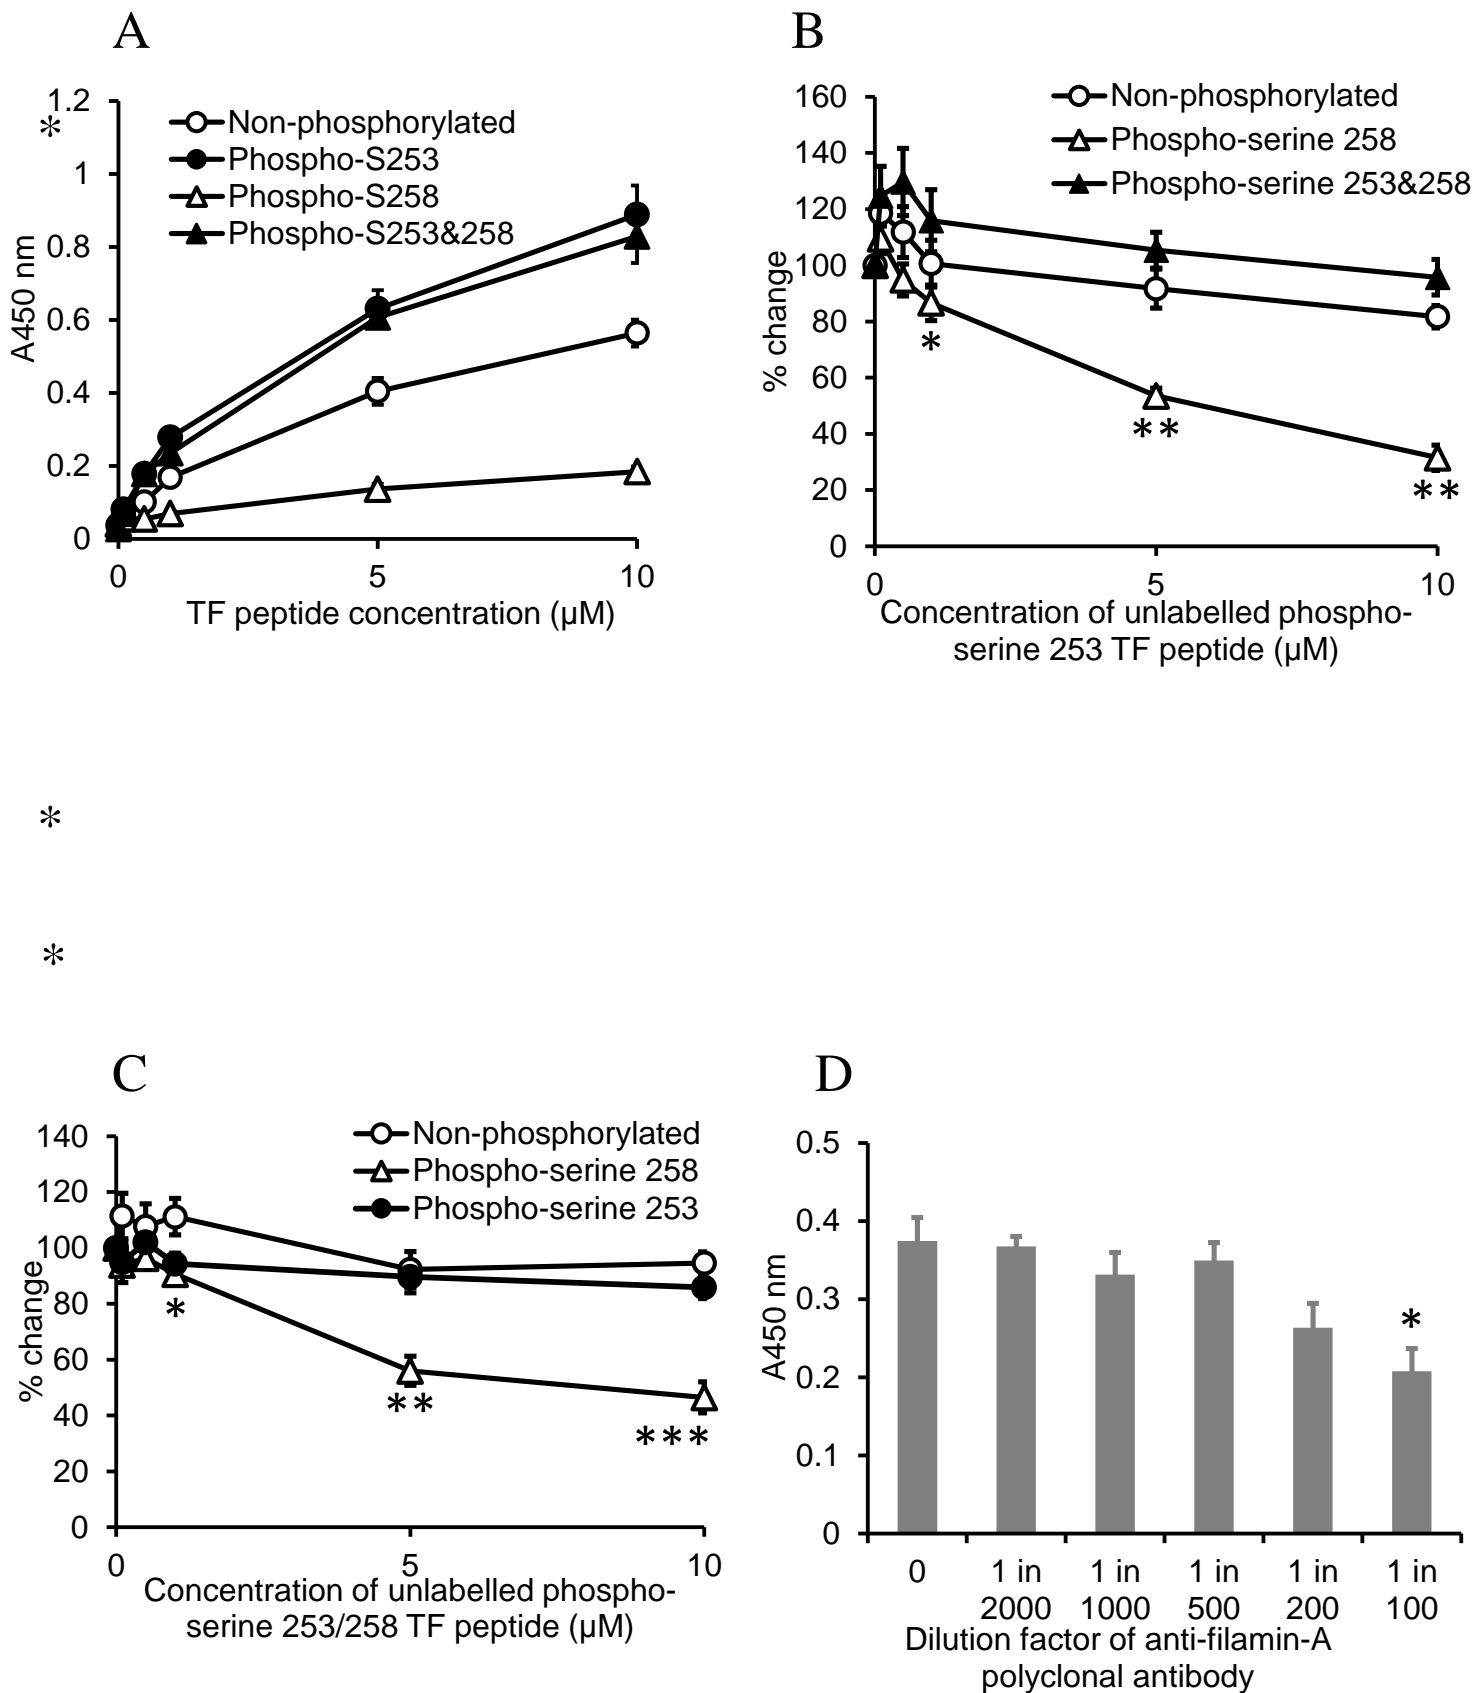 A
1.2
*
1
0.8
0.6
0.4
0.2
0
A450 nm
Non-phosphorylated
Phospho-S253
Phospho-S258
Phospho-S253&258
0
5
10
TF peptide concentration (µM)
B
160
140
120
100
80
60
40
20
0
% change
Non-phosphorylated
Phospho-serine 258
Phospho-serine 253&258
*
**
**
0
5
10
Concentration of unlabelled phospho-
serine 253 TF peptide (µM)
*
*
C
140
120
100
80
60
40
20
0
% change
Non-phosphorylated
Phospho-serine 258
Phospho-serine 253
*
**
***
0
5
10
Concentration of unlabelled phospho-
serine 253/258 TF peptide (µM)
D
0.5
0.4
0.3
0.2
0.1
0
A450 nm
*
0
1 in
2000
1 in
1000
1 in
500
1 in
200
1 in
100
Dilution factor of anti-filamin-A
polyclonal antibody